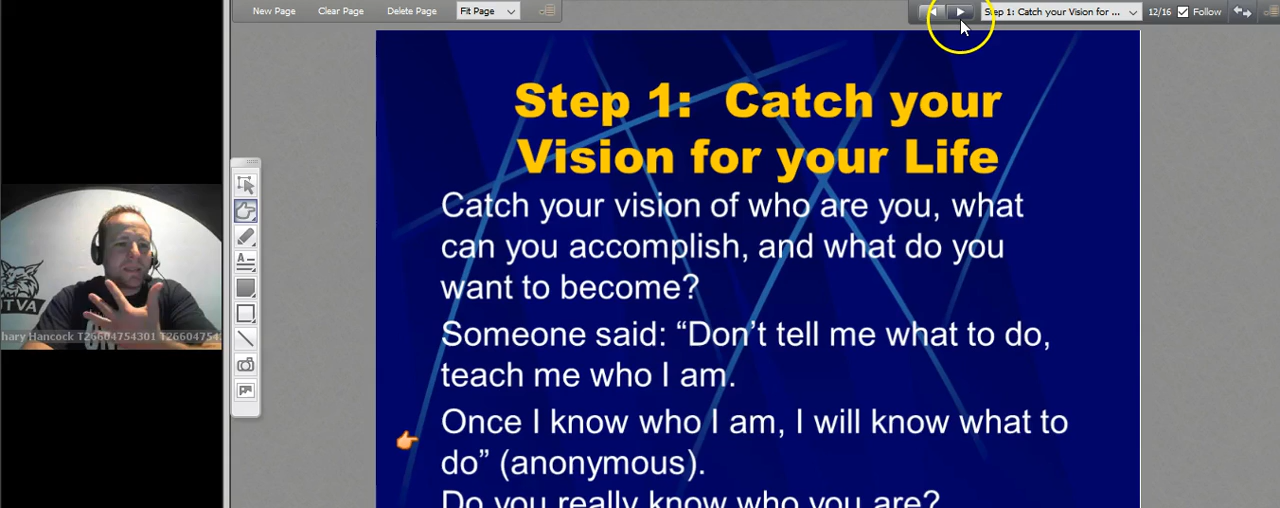 New Page Clear Page Delete Page Fit Page
Step 1: Catch your Vision for ... 12/16 Follow
Step 1: Catch your
Vision for your Life
Catch your vision of who are you, what
can you accomplish, and what do you
want to become?
Someone said: “Don’t tell me what to do,
teach me who I am.
Once I know who I am, I will know what to
do” (anonymous).
Do you really know who you are?
A
TVA
hary Hancock T26604754301 T2660475430